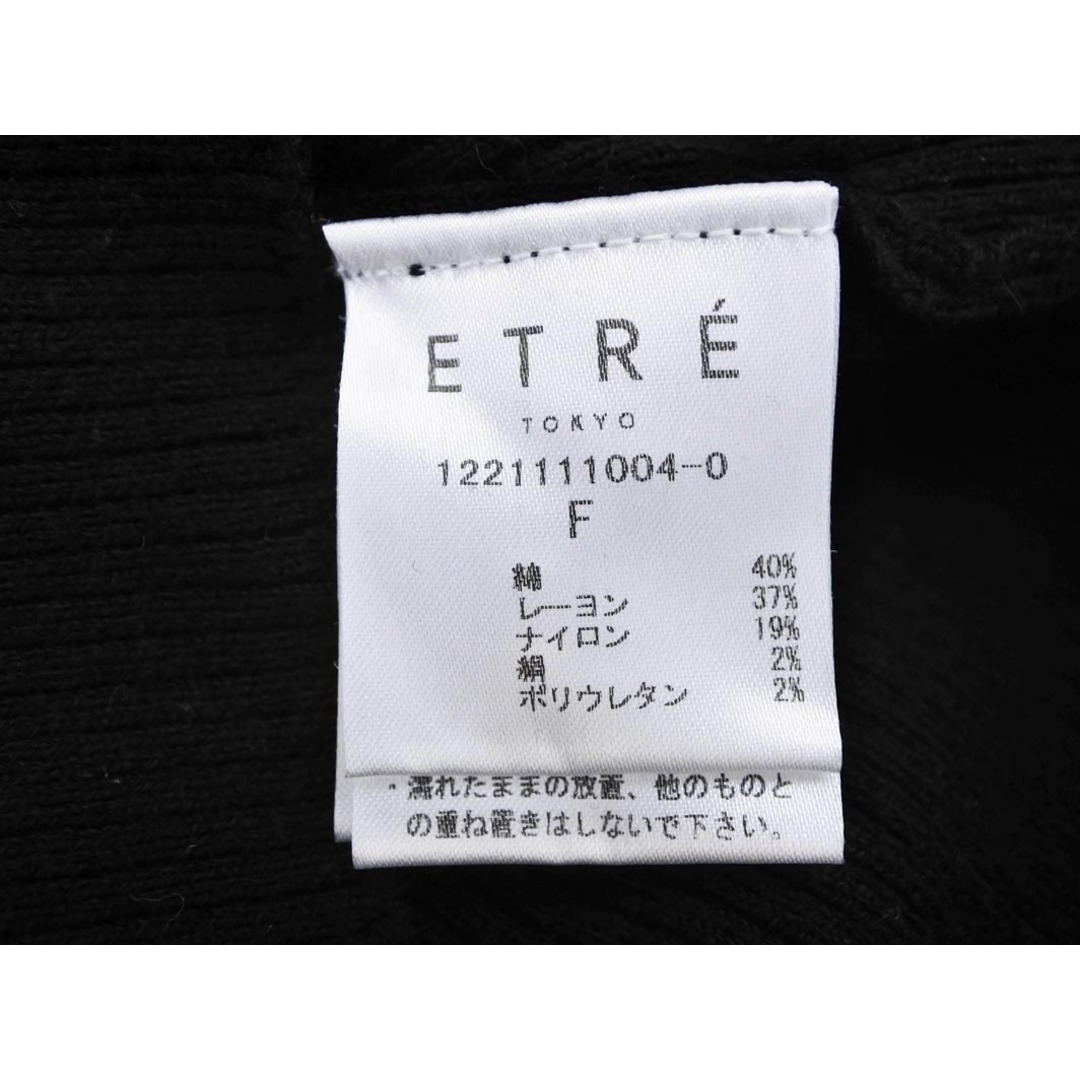 ETRÉ
TOKYO
1221111004-0
F
綿 40%
レーヨン 37%
ナイロン 19%
絹 2%
ポリウレタン 2%
・濡れたままの放置、他のものと
の重ね置きはしないで下さい。